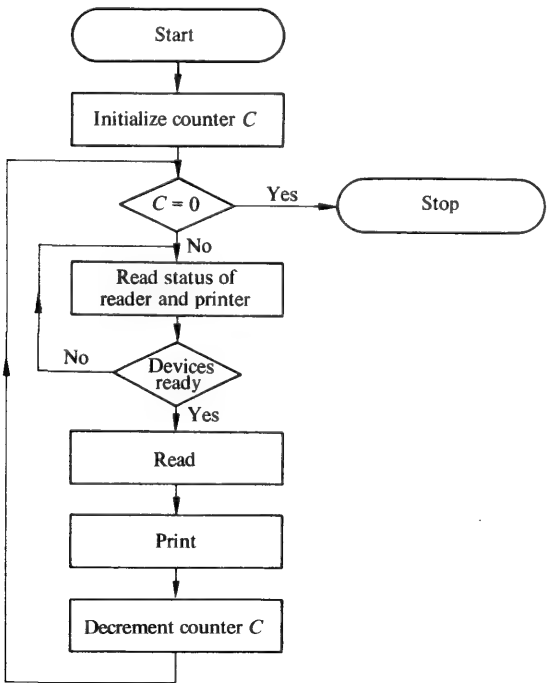 Start
Initialize counter C
C = 0
Yes
Stop
No
Read status of
reader and printer
No
Devices
ready
Yes
Read
Print
Decrement counter C